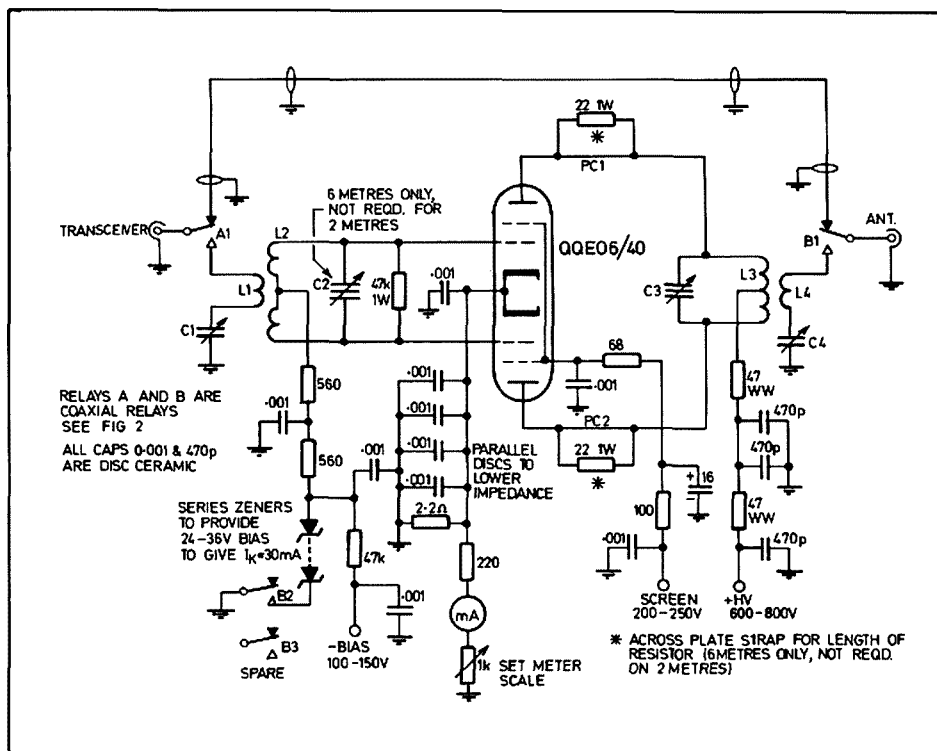 22 1W
*
PC1
6 METRES ONLY,
NOT REQD. FOR
2 METRES
TRANSCEIVER
A1
L2
QQE06/40
ANT.
B1
L1
C2
47k
1W
·001
C3
L3
L4
C1
C4
68
560
·001
·001
47
WW
RELAYS A AND B ARE
COAXIAL RELAYS
SEE FIG 2
·001
PC2
470p
ALL CAPS 0·001 & 470p
ARE DISC CERAMIC
560
·001
·001
·001
·001
PARALLEL
DISCS TO
LOWER
IMPEDANCE
22 1W
*
470p
+
16
−
SERIES ZENERS
TO PROVIDE
24–36V BIAS
TO GIVE IK=30mA
2·2Ω
100
47
WW
47k
220
·001
470p
B2
·001
mA
SCREEN
200–250V
+HV
600–800V
B3
SPARE
–BIAS
100–150V
1k
SET METER
SCALE
* ACROSS PLATE STRAP FOR LENGTH OF
RESISTOR (6METRES ONLY, NOT REQD.
ON 2 METRES)